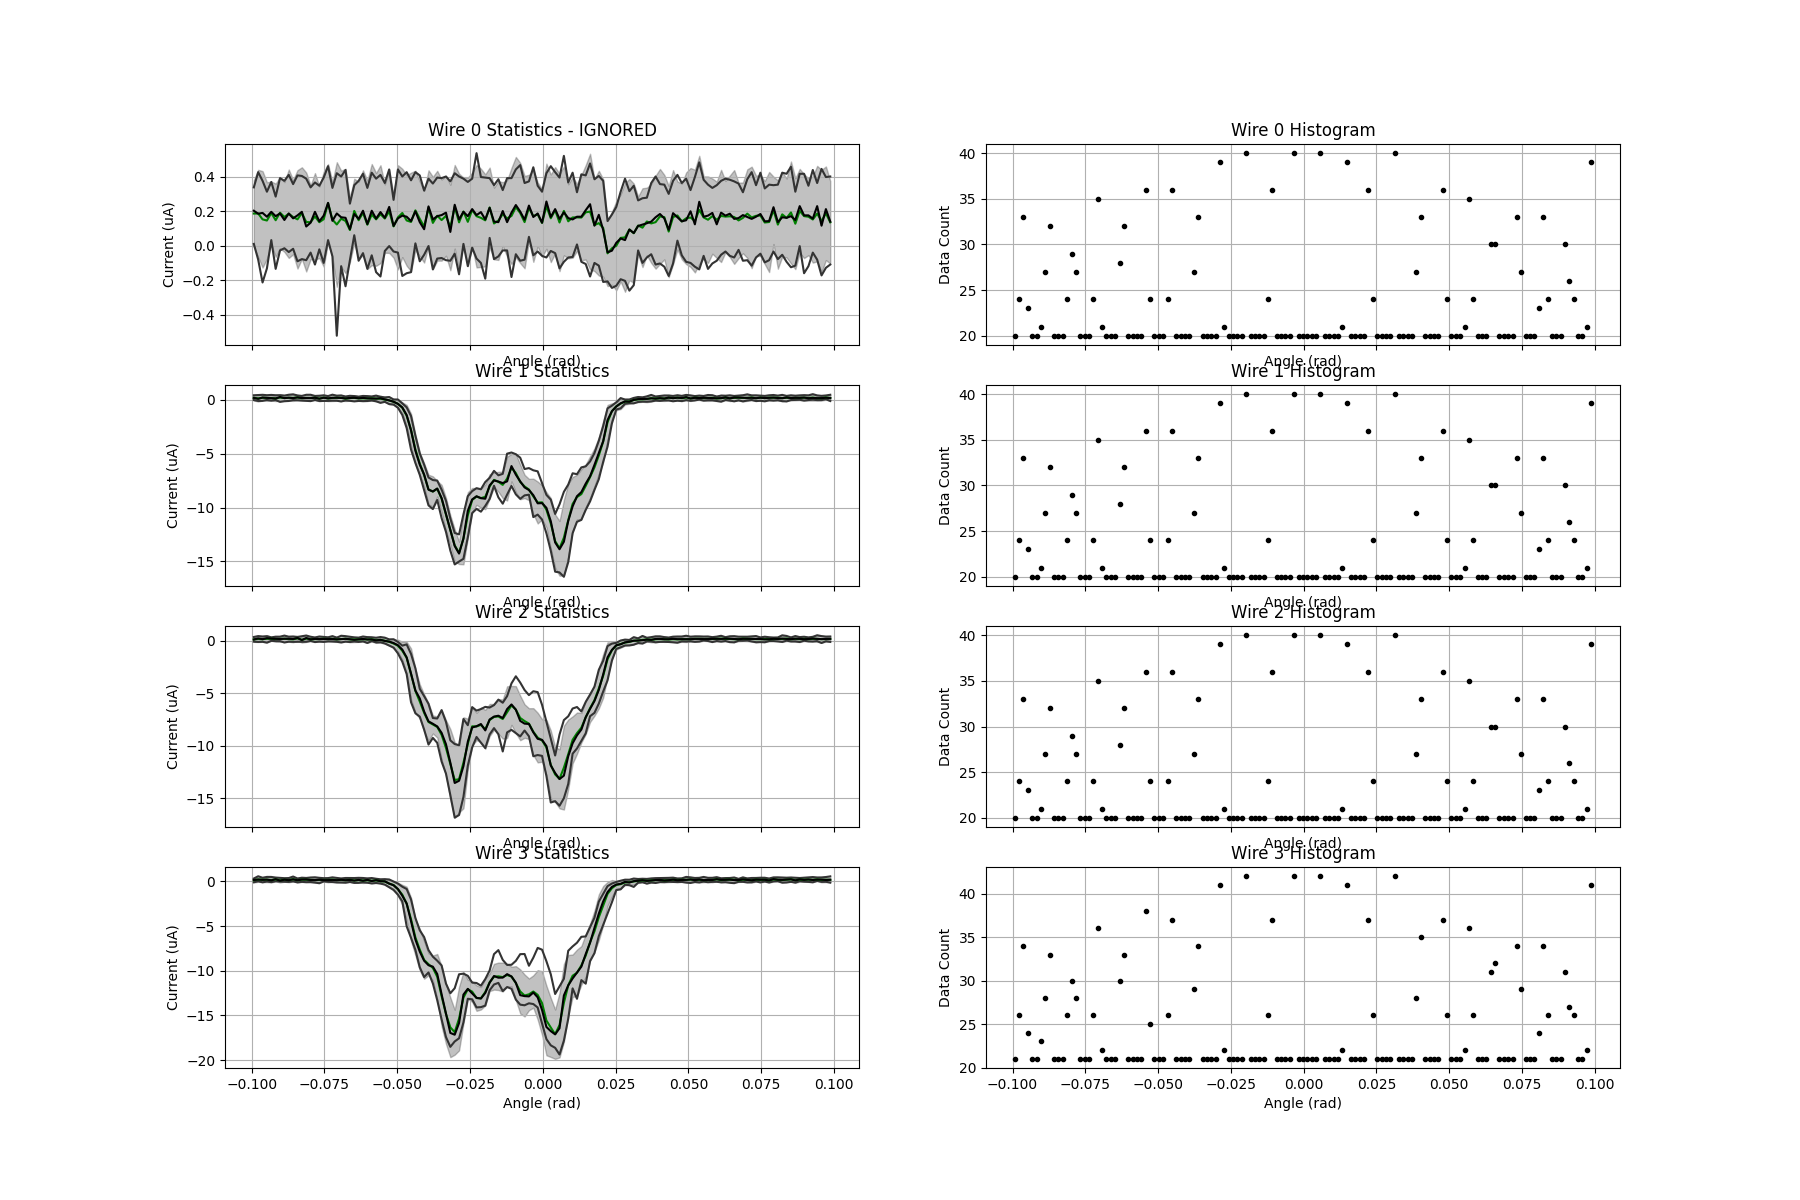 Wire 0 Statistics - IGNORED
Current (uA)
0.4
0.2
0.0
−0.2
−0.4
Angle (rad)
Wire 0 Histogram
Data Count
40
35
30
25
20
Angle (rad)
Wire 1 Statistics
Current (uA)
0
−5
−10
−15
Angle (rad)
Wire 1 Histogram
Data Count
40
35
30
25
20
Angle (rad)
Wire 2 Statistics
Current (uA)
0
−5
−10
−15
Angle (rad)
Wire 2 Histogram
Data Count
40
35
30
25
20
Angle (rad)
Wire 3 Statistics
Current (uA)
0
−5
−10
−15
−20
−0.100 −0.075 −0.050 −0.025 0.000 0.025 0.050 0.075 0.100
Angle (rad)
Wire 3 Histogram
Data Count
40
35
30
25
20
−0.100 −0.075 −0.050 −0.025 0.000 0.025 0.050 0.075 0.100
Angle (rad)